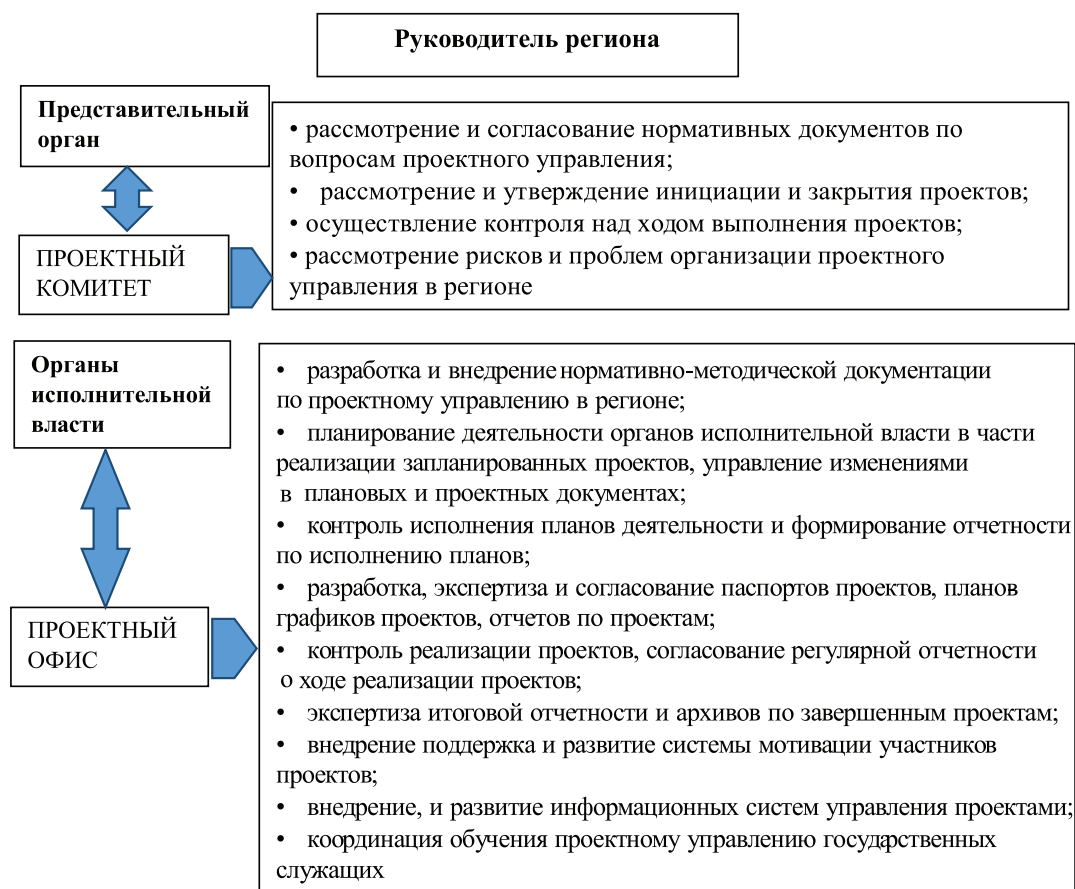 Руководитель региона
Представительный
орган
• рассмотрение и согласование нормативных документов по
вопросам проектного управления;
• рассмотрение и утверждение инициации и закрытия проектов;
• осуществление контроля над ходом выполнения проектов;
• рассмотрение рисков и проблем организации проектного
управления в регионе
ПРОЕКТНЫЙ
КОМИТЕТ
Органы
исполнительной
власти
• разработка и внедрение нормативно-методической документации
по проектному управлению в регионе;
• планирование деятельности органов исполнительной власти в части
реализации запланированных проектов, управление изменениями
в плановых и проектных документах;
• контроль исполнения планов деятельности и формирование отчетности
по исполнению планов;
• разработка, экспертиза и согласование паспортов проектов, планов-
графиков проектов, отчетов по проектам;
• контроль реализации проектов, согласование регулярной отчетности
о ходе реализации проектов;
• экспертиза итоговой отчетности и архивов по завершенным проектам;
• внедрение поддержка и развитие системы мотивации участников
проектов;
• внедрение, и развитие информационных систем управления проектами;
• координация обучения проектному управлению государственных
служащих
ПРОЕКТНЫЙ
ОФИС